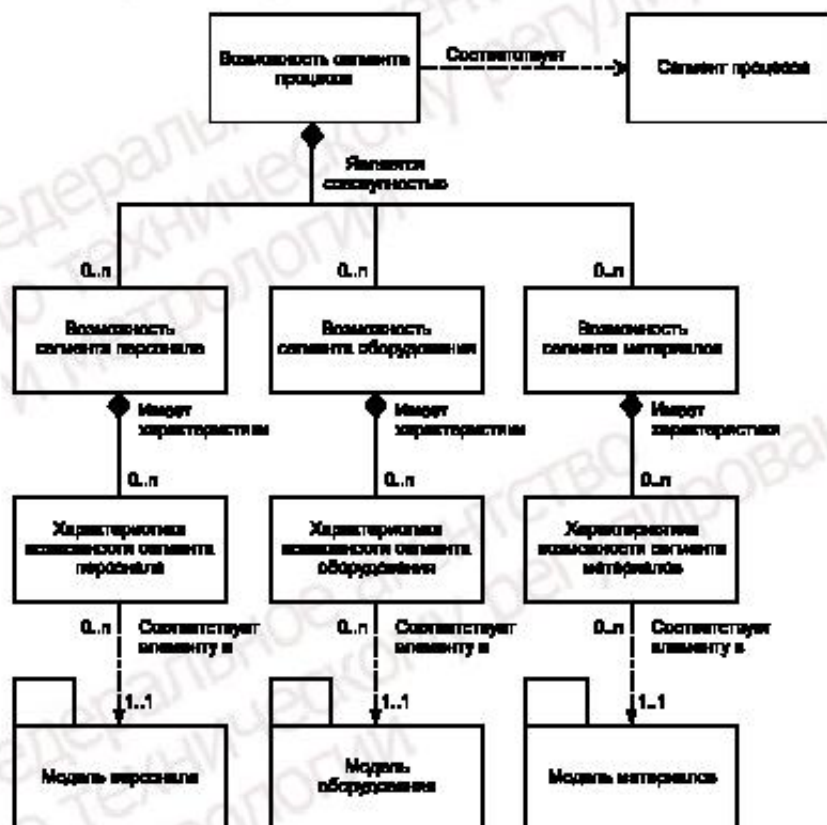 Возможность сегмента
процесса
Соответствует
Сегмент процесса
Является
совокупностью
0..n
0..n
0..n
Возможность
сегмента персонала
Возможность
сегмента оборудования
Возможность
сегмента материалов
Имеет
характеристики
Имеет
характеристики
Имеет
характеристики
0..n
0..n
0..n
Характеристика
возможности сегмента
персонала
Характеристика
возможности сегмента
оборудования
Характеристика
возможности сегмента
материалов
0..n
Соответствует
элементу в
0..n
Соответствует
элементу в
0..n
Соответствует
элементу в
1..1
1..1
1..1
Модель персонала
Модель
оборудования
Модель материалов